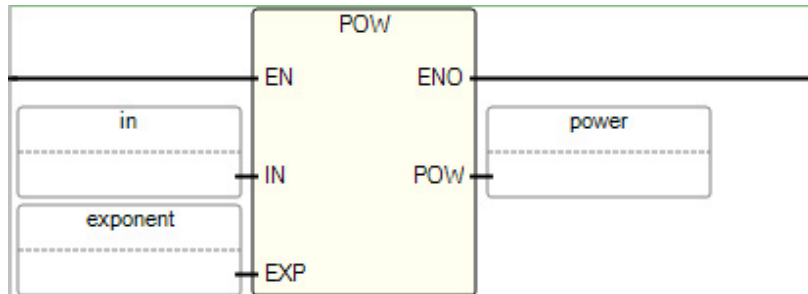 POW
EN ENO
in power
IN POW
exponent
EXP